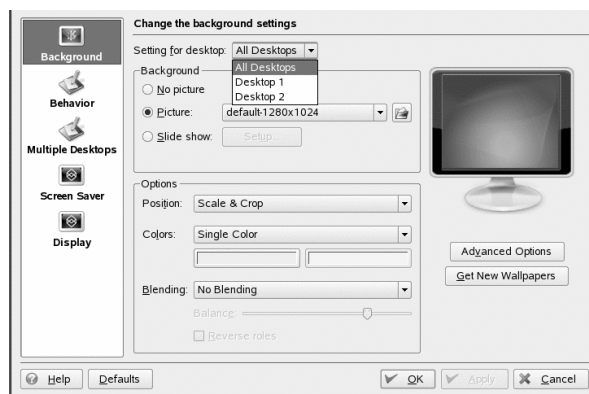 Background
Behavior
Multiple Desktops
Screen Saver
Display
Change the background settings
Setting for desktop: All Desktops
All Desktops
Desktop 1
Desktop 2
Background
No picture
Picture: default-1280x1024
Slide show: Setup...
Options
Position: Scale & Crop
Colors: Single Color
Blending: No Blending
Balance:
Reverse roles
Advanced Options
Get New Wallpapers
Help Defaults OK Apply Cancel